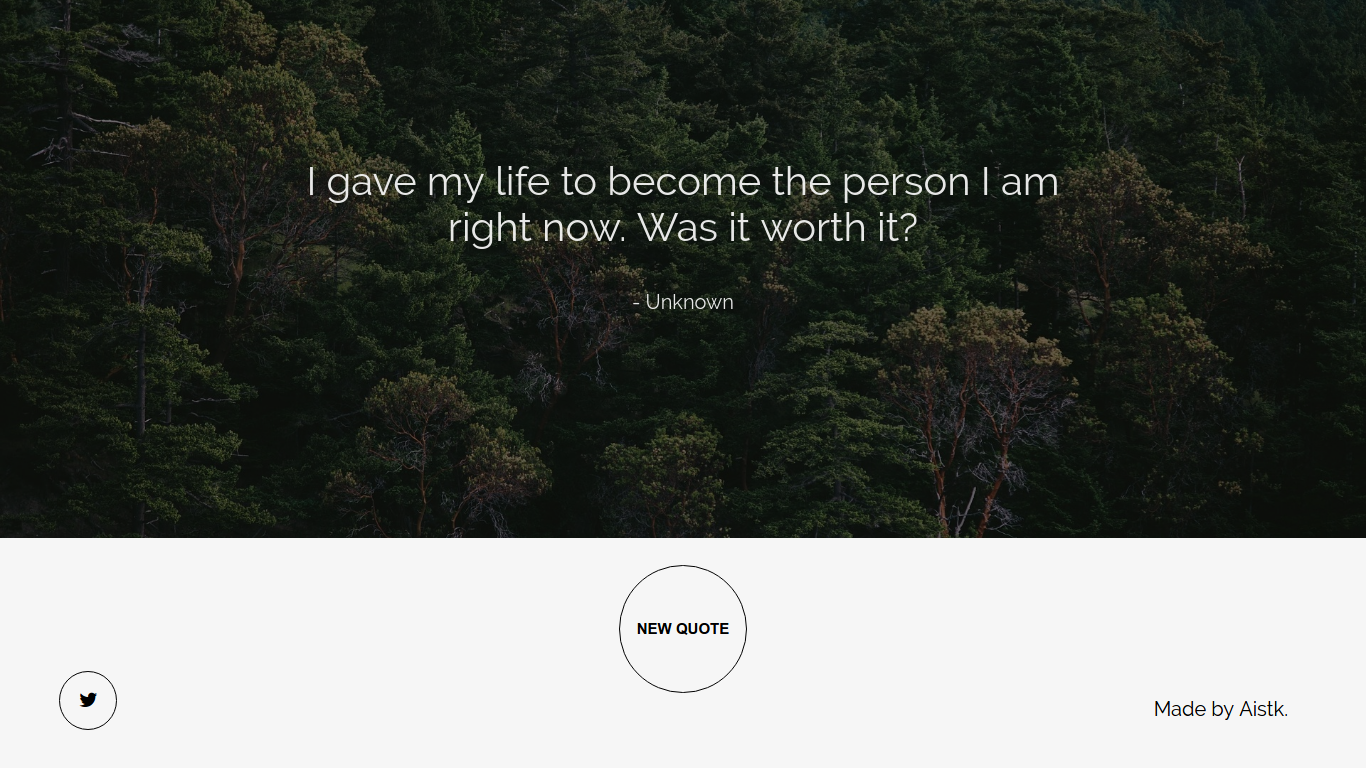 I gave my life to become the person I am
right now. Was it worth it?
- Unknown
NEW QUOTE
Made by Aistk.